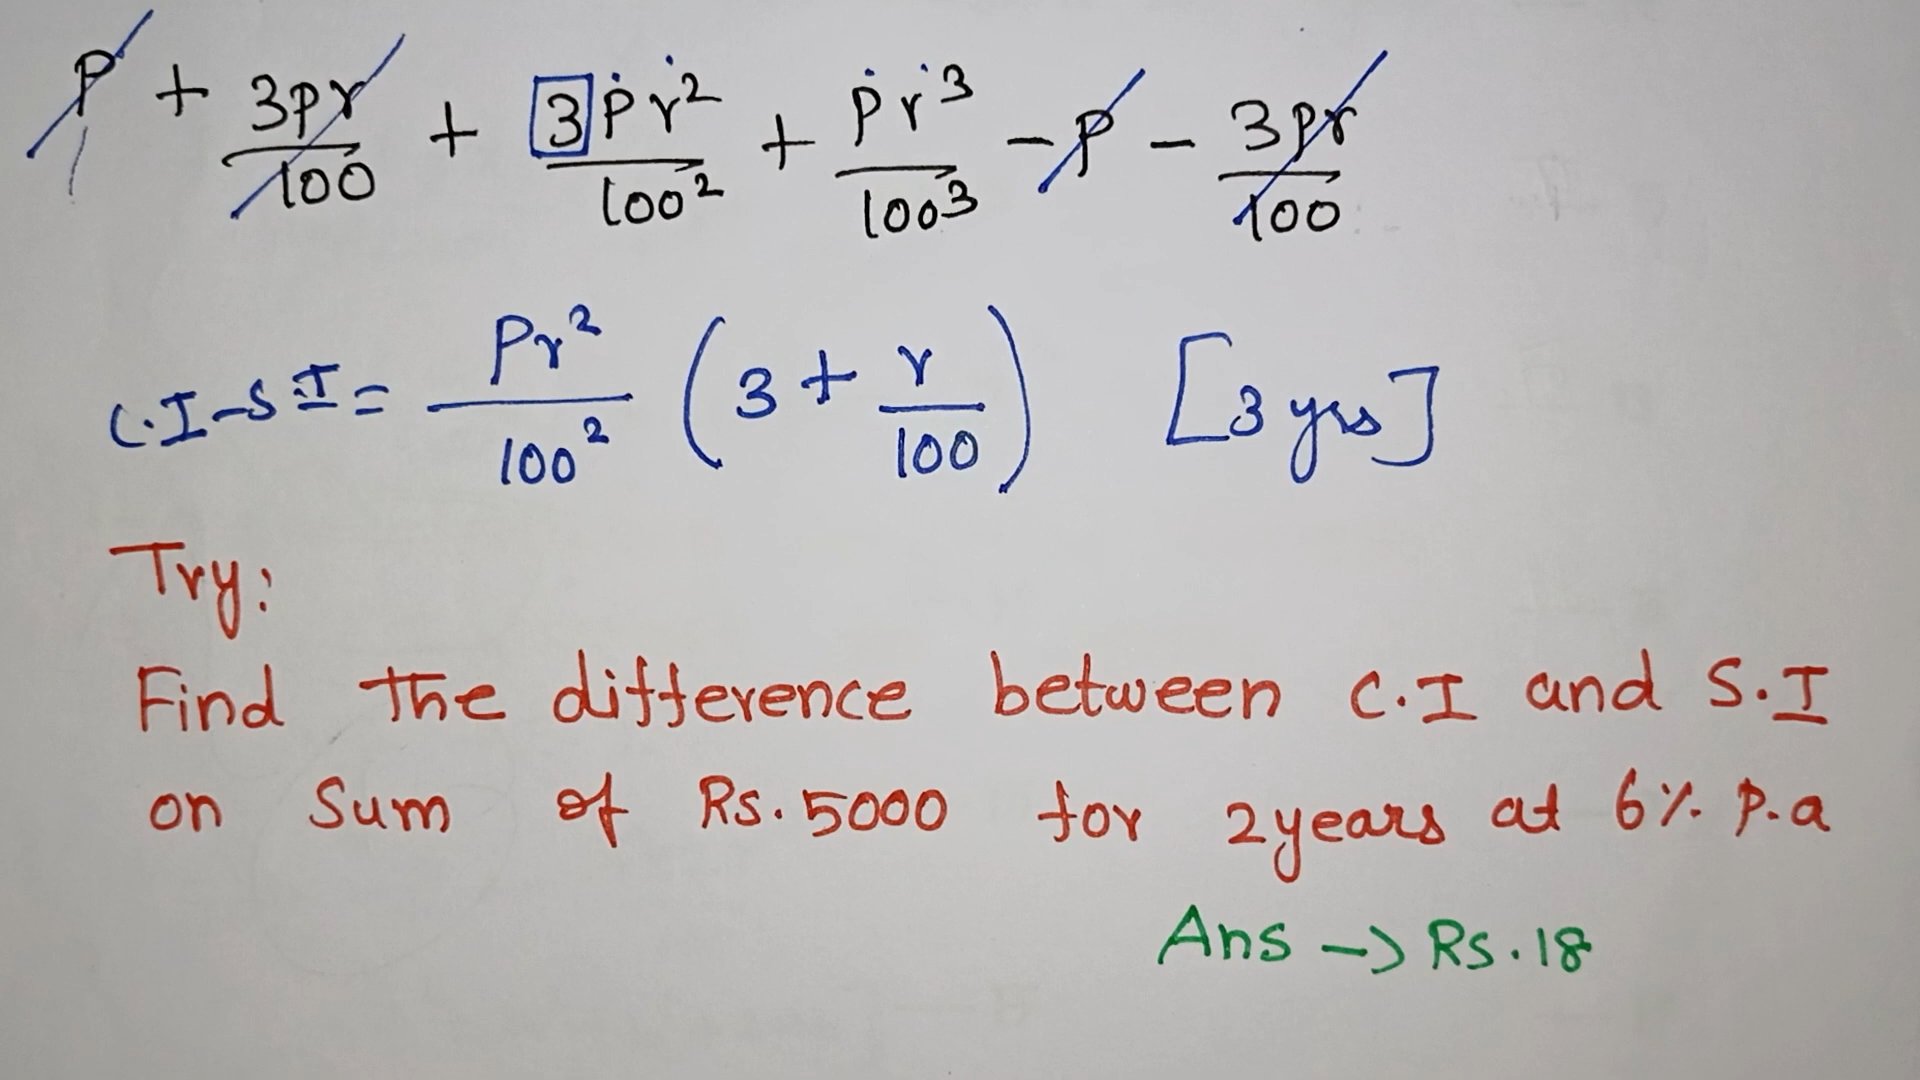 P + 3pr/100 + 3pr²/100² + pr³/100³ - P - 3pr/100
C.I-S.I = Pr²/100² (3 + r/100) [3 yrs]
Try:
Find the difference between C.I and S.I
on Sum of Rs.5000 for 2years at 6% p.a
Ans → Rs.18